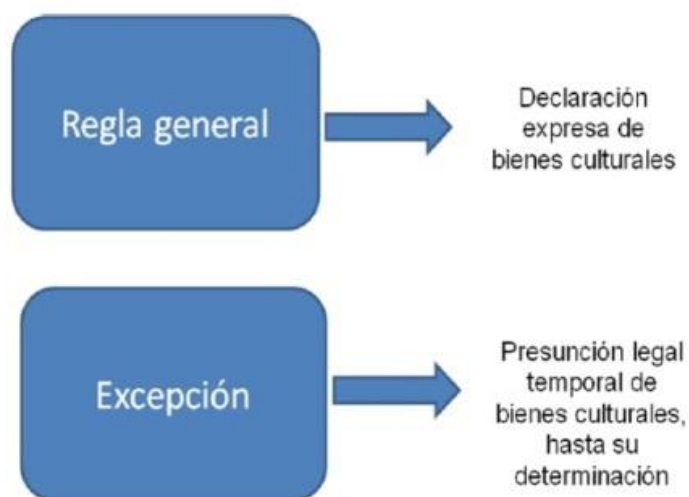 Regla general
Declaración
expresa de
bienes culturales
Excepción
Presunción legal
temporal de
bienes culturales,
hasta su
determinación